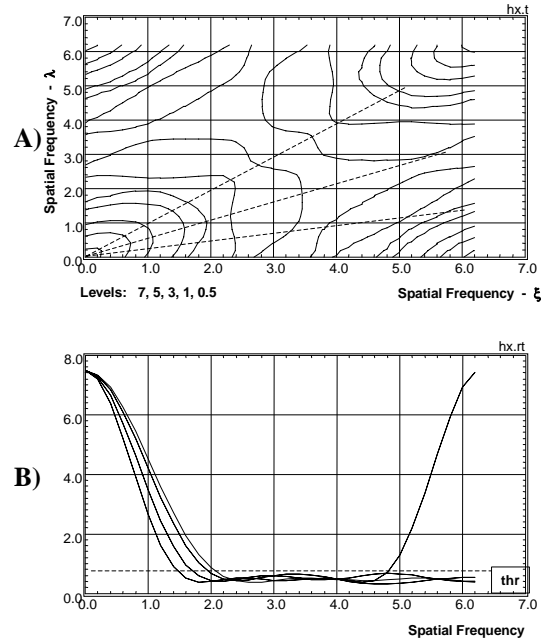 hx.t
7.0
6.0
5.0
4.0
3.0
2.0
1.0
0.0
Spatial Frequency - λ
A)
0.0 1.0 2.0 3.0 4.0 5.0 6.0 7.0
Levels: 7, 5, 3, 1, 0.5
Spatial Frequency - ξ
hx.rt
8.0
6.0
4.0
2.0
0.0
B)
thr
0.0 1.0 2.0 3.0 4.0 5.0 6.0 7.0
Spatial Frequency